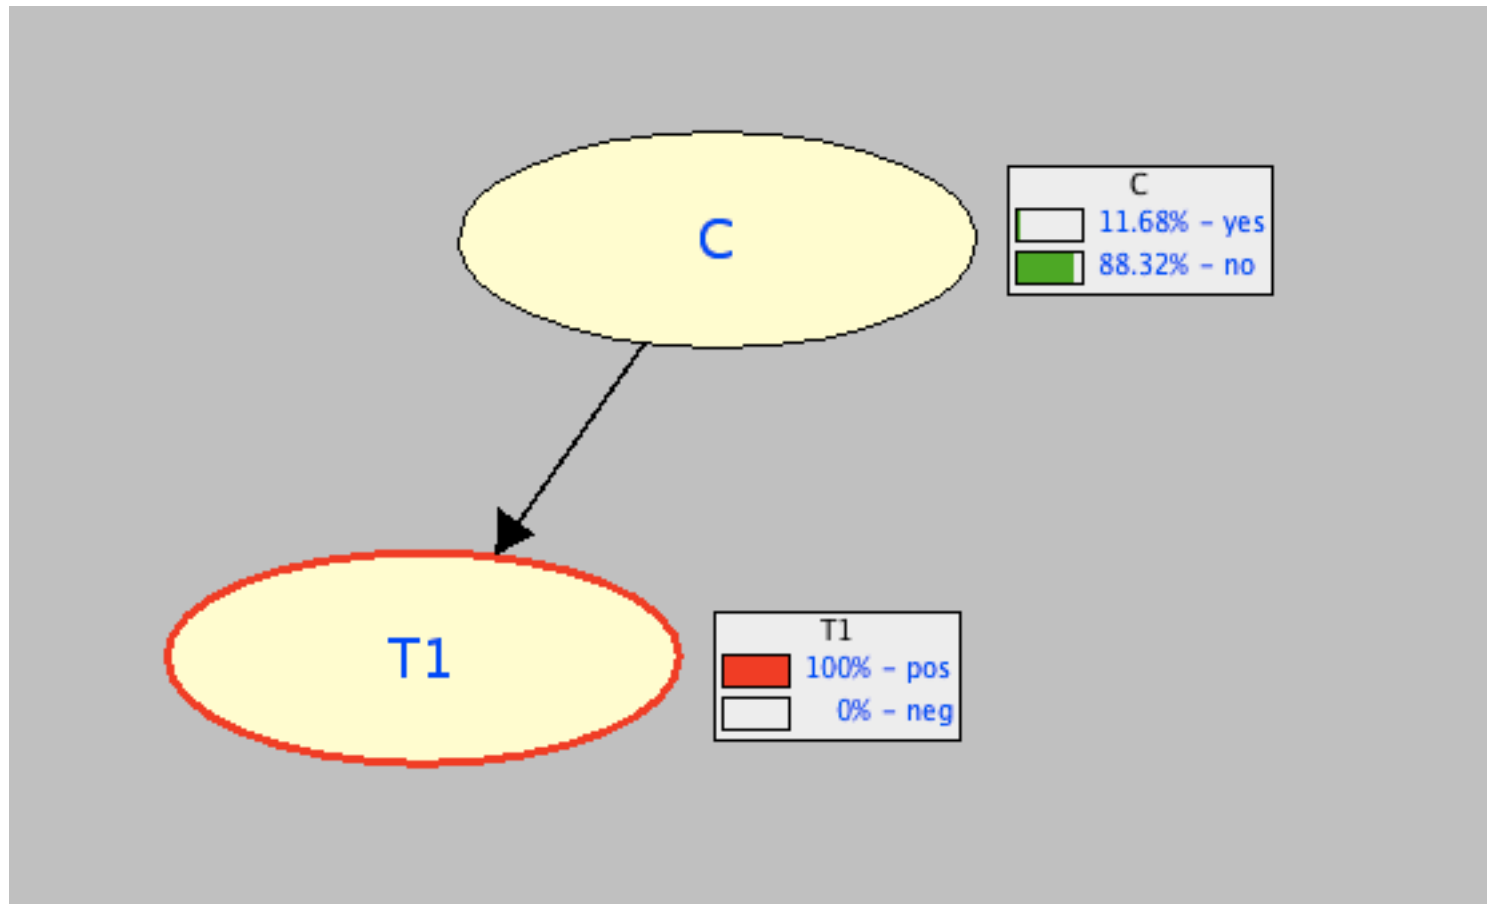 C
C
11.68% – yes
88.32% – no
T1
T1
100% – pos
0% – neg